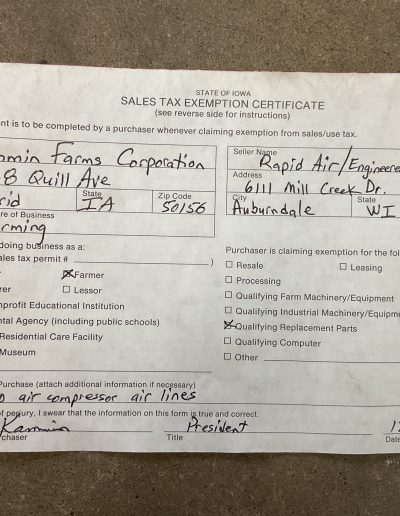 STATE OF IOWA
SALES TAX EXEMPTION CERTIFICATE
(see reverse side for instructions)
nt is to be completed by a purchaser whenever claiming exemption from sales/use tax.
Farms Corporation
8 Quill Ave
State
Zip Code
IA
50156
re of Business
rming
doing business as a:
ales tax permit # )
Farmer
rer
Lessor
nprofit Educational Institution
ntal Agency (including public schools)
Residential Care Facility
Museum
Purchase (attach additional information if necessary)
air compressor air lines
of perjury, I swear that the information on this form is true and correct.
chaser
President
Title
Date
Seller Name
Rapid Air/Engineere
Address
6111 Mill Creek Dr.
City
State
Auburndale
WI
Purchaser is claiming exemption for the follo
Resale
Leasing
Processing
Qualifying Farm Machinery/Equipment
Qualifying Industrial Machinery/Equipme
Qualifying Replacement Parts
Qualifying Computer
Other